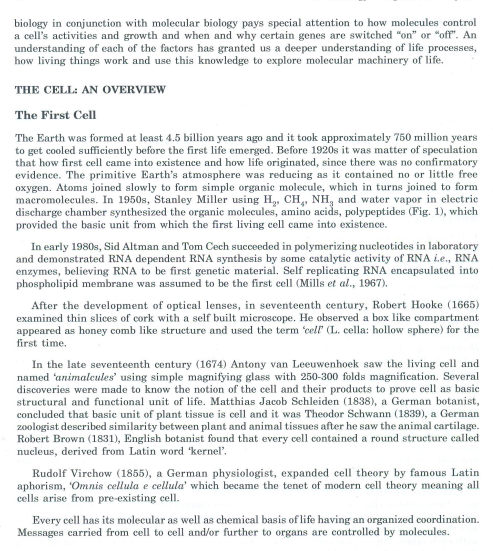 biology in conjunction with molecular biology pays special attention to how molecules control
a cell's activities and growth and when and why certain genes are switched "on" or "off". An
understanding of each of the factors has granted us a deeper understanding of life processes,
how living things work and use this knowledge to explore molecular machinery of life.
THE CELL: AN OVERVIEW
The First Cell
The Earth was formed at least 4.5 billion years ago and it took approximately 750 million years
to get cooled sufficiently before the first life emerged. Before 1920s it was matter of speculation
that how first cell came into existence and how life originated, since there was no confirmatory
evidence. The primitive Earth's atmosphere was reducing as it contained no or little free
oxygen. Atoms joined slowly to form simple organic molecule, which in turns joined to form
macromolecules. In 1950s, Stanley Miller using H₂, CH₄, NH₃ and water vapor in electric
discharge chamber synthesized the organic molecules, amino acids, polypeptides (Fig. 1), which
provided the basic unit from which the first living cell came into existence.
In early 1980s, Sid Altman and Tom Cech succeeded in polymerizing nucleotides in laboratory
and demonstrated RNA dependent RNA synthesis by some catalytic activity of RNA i.e., RNA
enzymes, believing RNA to be first genetic material. Self replicating RNA encapsulated into
phospholipid membrane was assumed to be the first cell (Mills et al., 1967).
After the development of optical lenses, in seventeenth century, Robert Hooke (1665)
examined thin slices of cork with a self built microscope. He observed a box like compartment
appeared as honey comb like structure and used the term 'cell' (L. cella: hollow sphere) for the
first time.
In the late seventeenth century (1674) Antony van Leeuwenhoek saw the living cell and
named 'animalcules' using simple magnifying glass with 250-300 folds magnification. Several
discoveries were made to know the notion of the cell and their products to prove cell as basic
structural and functional unit of life. Matthias Jacob Schleiden (1838), a German botanist,
concluded that basic unit of plant tissue is cell and it was Theodor Schwann (1839), a German
zoologist described similarity between plant and animal tissues after he saw the animal cartilage.
Robert Brown (1831), English botanist found that every cell contained a round structure called
nucleus, derived from Latin word 'kernel'.
Rudolf Virchow (1855), a German physiologist, expanded cell theory by famous Latin
aphorism, 'Omnis cellula e cellula' which became the tenet of modern cell theory meaning all
cells arise from pre-existing cell.
Every cell has its molecular as well as chemical basis of life having an organized coordination.
Messages carried from cell to cell and/or further to organs are controlled by molecules.